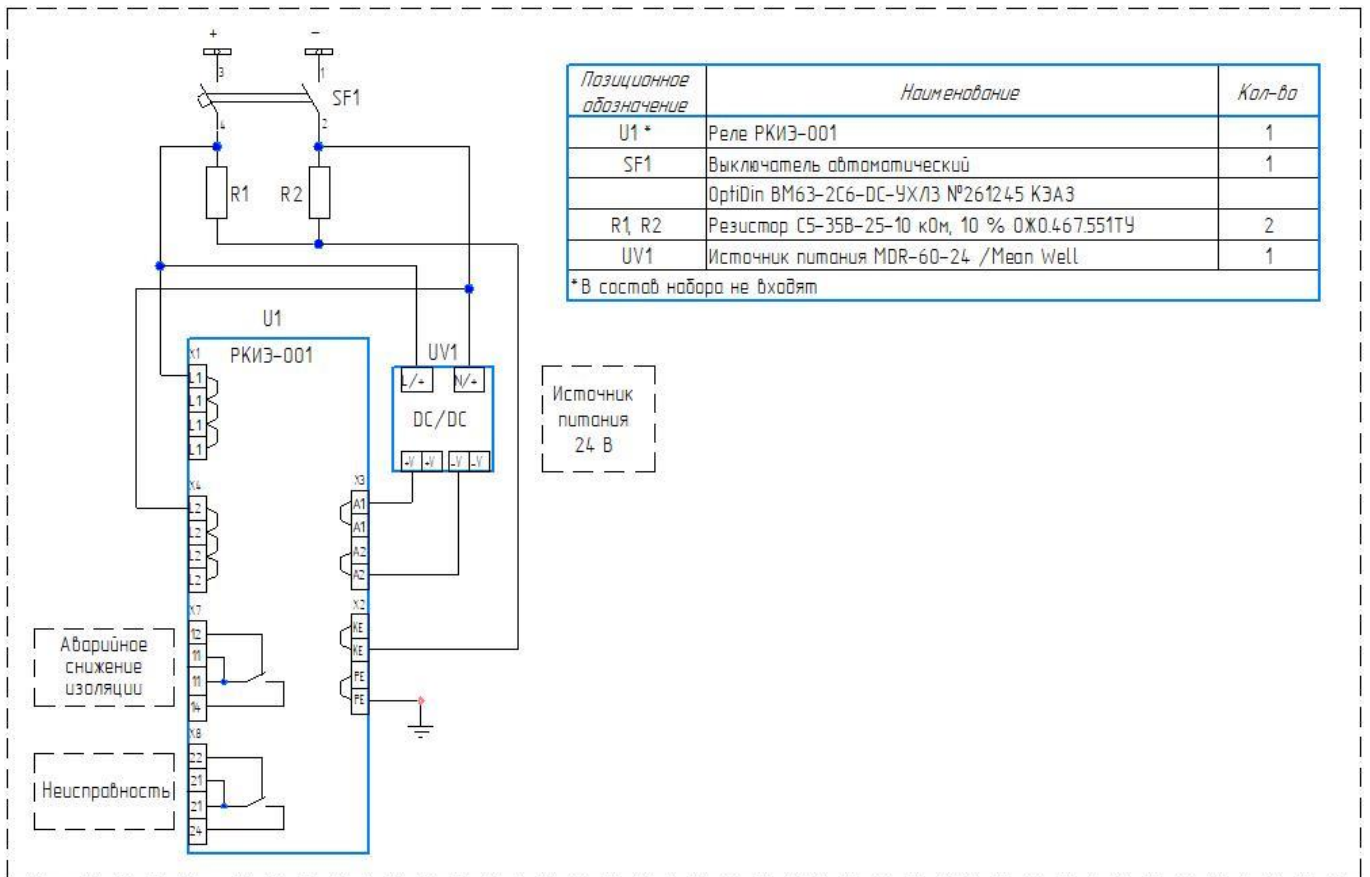 + −
3 1
SF1
4 2
R1 R2
Позиционное обозначение Наименование Кол-во
U1 * Реле РКИЭ-001 1
SF1 Выключатель автоматический 1
OptiDin ВМ63-2С6-DC-УХЛ3 №261245 КЭАЗ
R1, R2 Резистор С5-35В-25-10 кОм, 10 % ОЖ0.467.551ТУ 2
UV1 Источник питания MDR-60-24 /Mean Well 1
*В состав набора не входят
U1
РКИЭ-001
X1
L1
L1
L1
L1
X4
L2
L2
L2
L2
X7
12
11
11
14
X8
22
21
21
24
UV1
L/+ N/+
DC/DC
+V +V -V -V
Источник
питания
24 В
X3
A1
A1
A2
A2
X2
KE
KE
PE
PE
Аварийное
снижение
изоляции
Неисправность